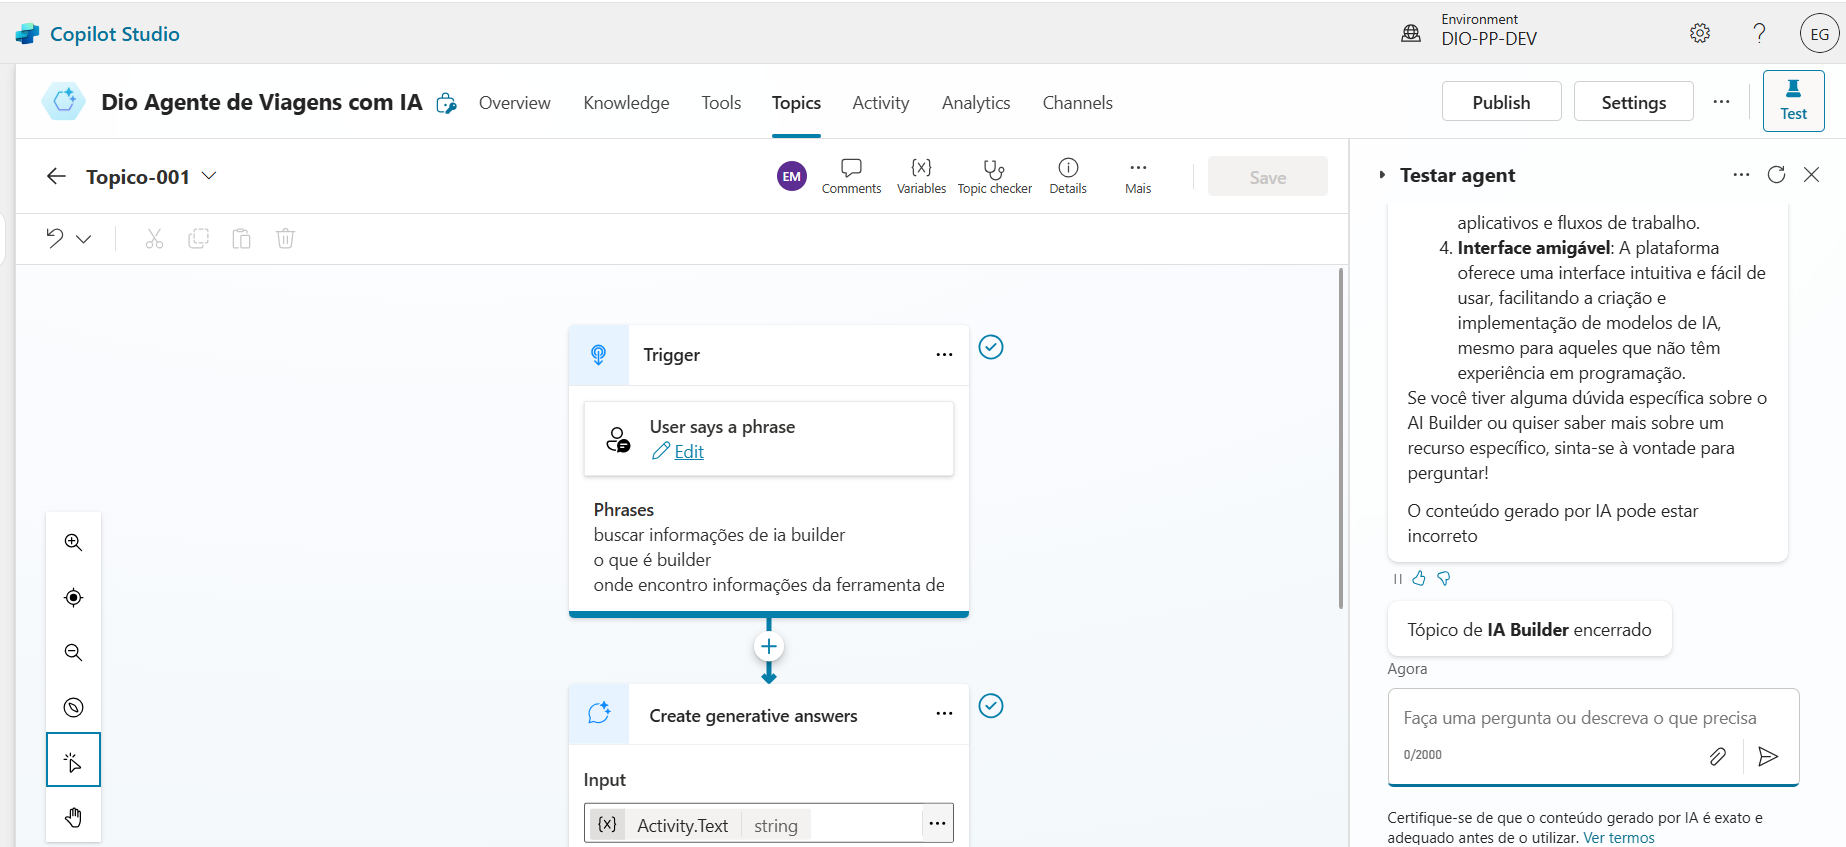 Copilot Studio
Environment
DIO-PP-DEV
EG
Dio Agente de Viagens com IA
Overview
Knowledge
Tools
Topics
Activity
Analytics
Channels
Publish
Settings
Test
Topico-001
EM
Comments
Variables
Topic checker
Details
Mais
Save
Trigger
User says a phrase
Edit
Phrases
buscar informações de ia builder
o que é builder
onde encontro informações da ferramenta de
Create generative answers
Input
{x} Activity.Text string
Testar agent
aplicativos e fluxos de trabalho.
4. Interface amigável: A plataforma
oferece uma interface intuitiva e fácil de
usar, facilitando a criação e
implementação de modelos de IA,
mesmo para aqueles que não têm
experiência em programação.
Se você tiver alguma dúvida específica sobre o
AI Builder ou quiser saber mais sobre um
recurso específico, sinta-se à vontade para
perguntar!
O conteúdo gerado por IA pode estar
incorreto
Tópico de IA Builder encerrado
Agora
Faça uma pergunta ou descreva o que precisa
0/2000
Certifique-se de que o conteúdo gerado por IA é exato e
adequado antes de o utilizar. Ver termos